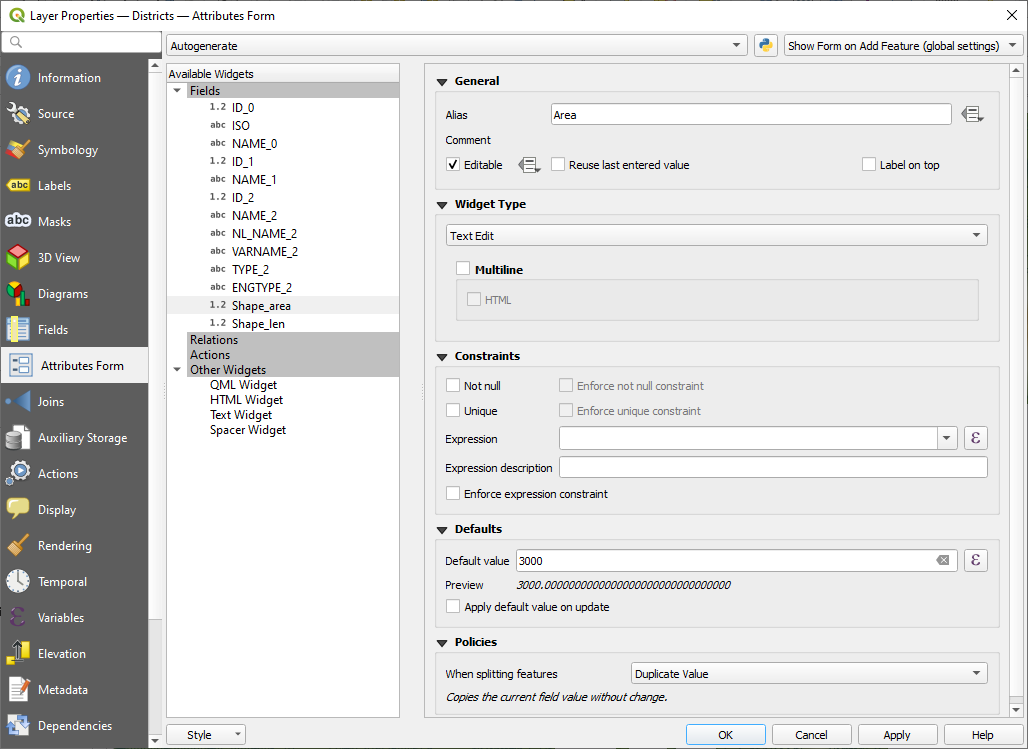 Layer Properties — Districts — Attributes Form
Autogenerate
Show Form on Add Feature (global settings)
Information
Source
Symbology
abc Labels
abc Masks
3D View
Diagrams
Fields
Attributes Form
Joins
Auxiliary Storage
Actions
Display
Rendering
Temporal
ε Variables
Elevation
Metadata
Dependencies
Available Widgets
Fields
1.2 ID_0
abc ISO
abc NAME_0
1.2 ID_1
abc NAME_1
1.2 ID_2
abc NAME_2
abc NL_NAME_2
abc VARNAME_2
abc TYPE_2
abc ENGTYPE_2
1.2 Shape_area
1.2 Shape_len
Relations
Actions
Other Widgets
QML Widget
HTML Widget
Text Widget
Spacer Widget
General
Alias Area
Comment
Editable Reuse last entered value Label on top
Widget Type
Text Edit
Multiline
HTML
Constraints
Not null Enforce not null constraint
Unique Enforce unique constraint
Expression ε
Expression description
Enforce expression constraint
Defaults
Default value 3000 ε
Preview 3000.000000000000000000000000000000
Apply default value on update
Policies
When splitting features Duplicate Value
Copies the current field value without change.
Style OK Cancel Apply Help